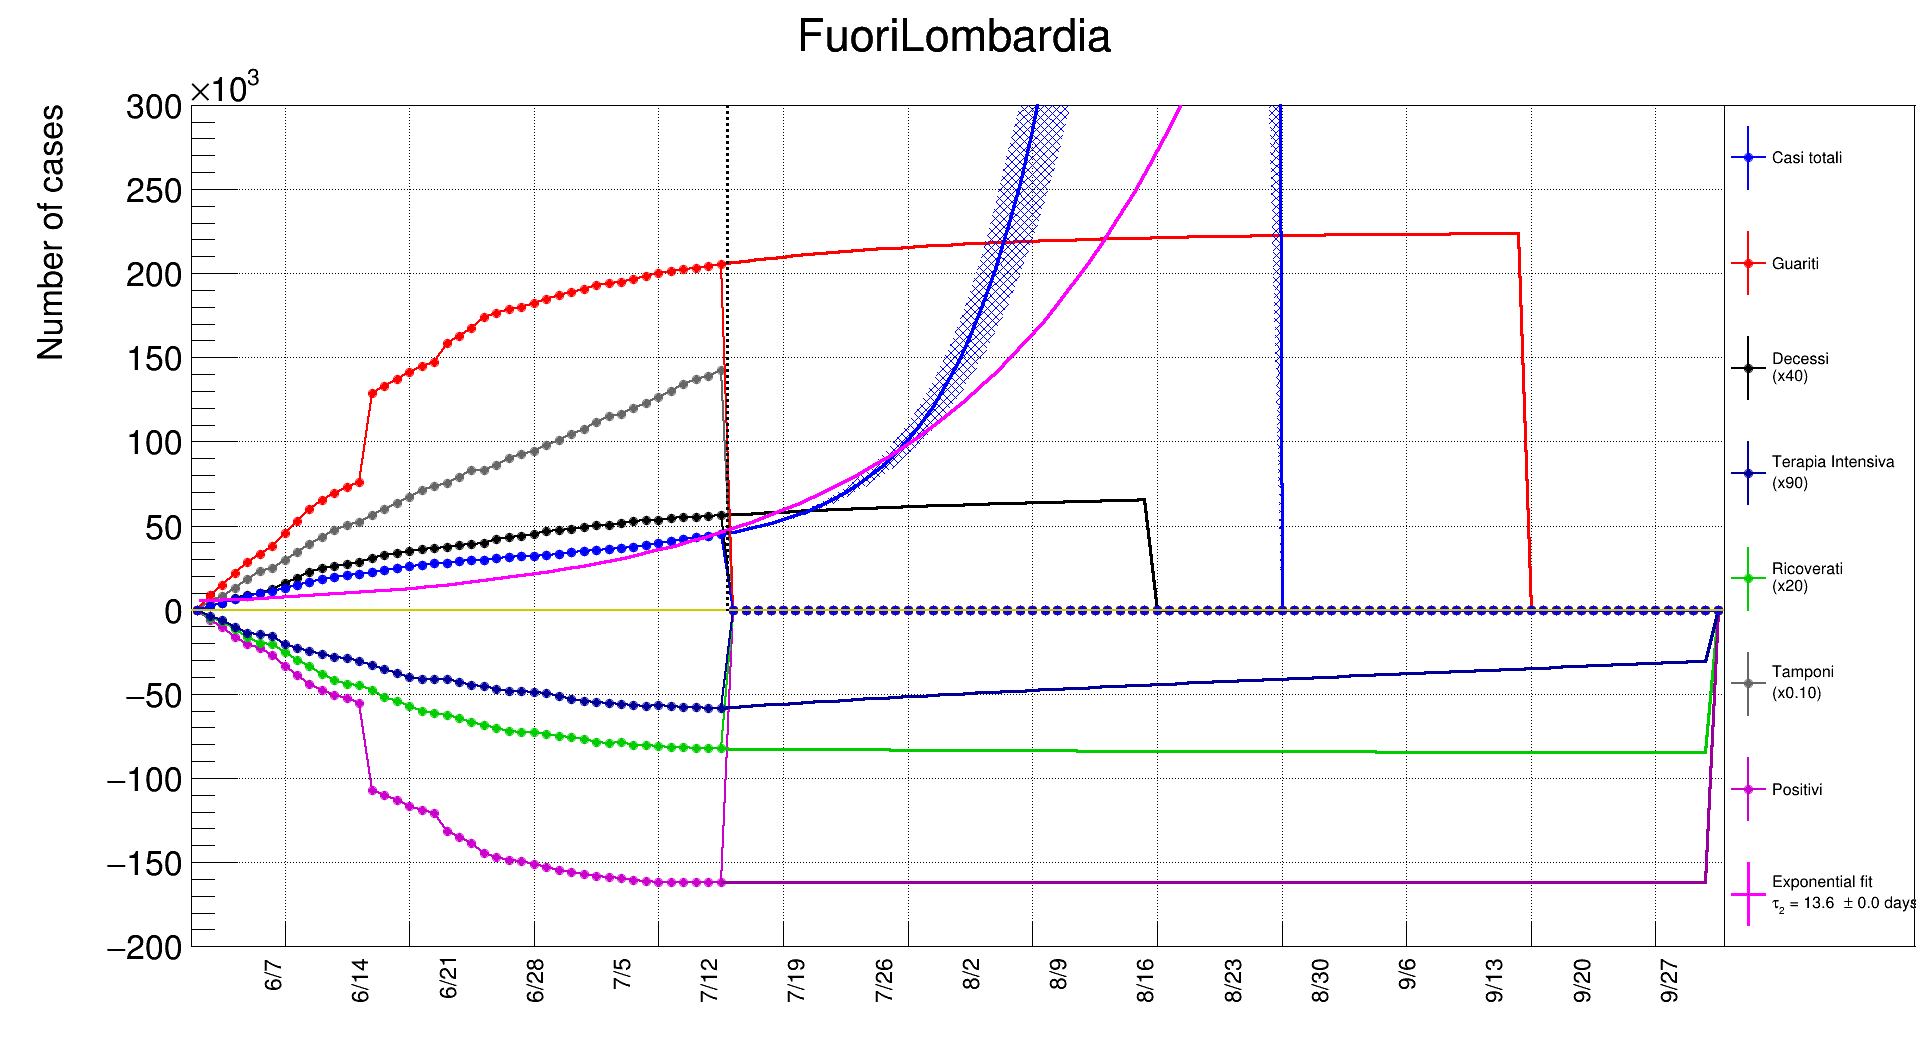 FuoriLombardia
×10³
Number of cases
300
250
200
150
100
50
0
−50
−100
−150
−200
6/7
6/14
6/21
6/28
7/5
7/12
7/19
7/26
8/2
8/9
8/16
8/23
8/30
9/6
9/13
9/20
9/27
Casi totali
Guariti
Decessi
(x40)
Terapia Intensiva
(x90)
Ricoverati
(x20)
Tamponi
(x0.10)
Positivi
Exponential fit
τ₂ = 13.6 ± 0.0 days